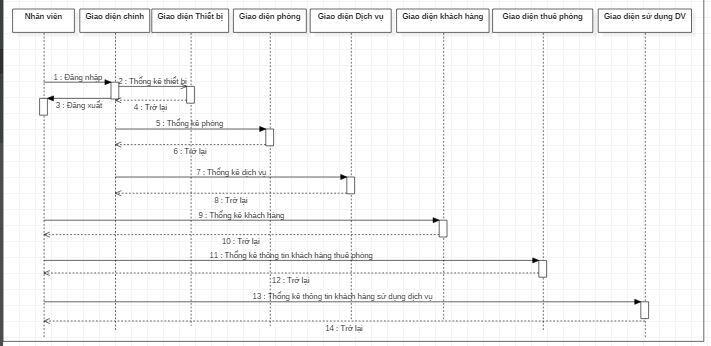 Nhân viên
Giao diện chính
Giao diện Thiết bị
Giao diện phòng
Giao diện Dịch vụ
Giao diện khách hàng
Giao diện thuê phòng
Giao diện sử dụng DV
1 : Đăng nhập
2 : Thống kê thiết bị
3 : Đăng xuất
4 : Trở lại
5 : Thống kê phòng
6 : Trở lại
7 : Thống kê dịch vụ
8 : Trở lại
9 : Thống kê khách hàng
10 : Trở lại
11 : Thống kê thông tin khách hàng thuê phòng
12 : Trở lại
13 : Thống kê thông tin khách hàng sử dụng dịch vụ
14 : Trở lại